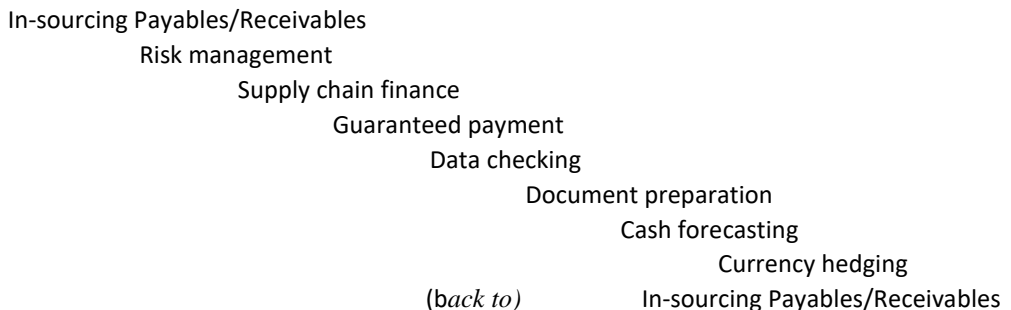 In-sourcing Payables/Receivables
Risk management
Supply chain finance
Guaranteed payment
Data checking
Document preparation
Cash forecasting
Currency hedging
(back to) In-sourcing Payables/Receivables